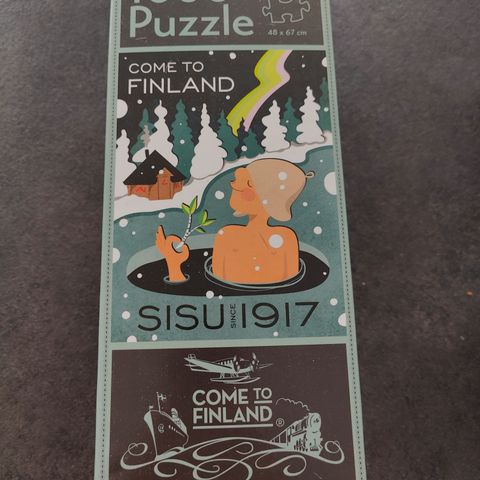 Puzzle
48 x 67 cm
COME TO
FINLAND
SISU SINCE 1917
COME TO
FINLAND ®